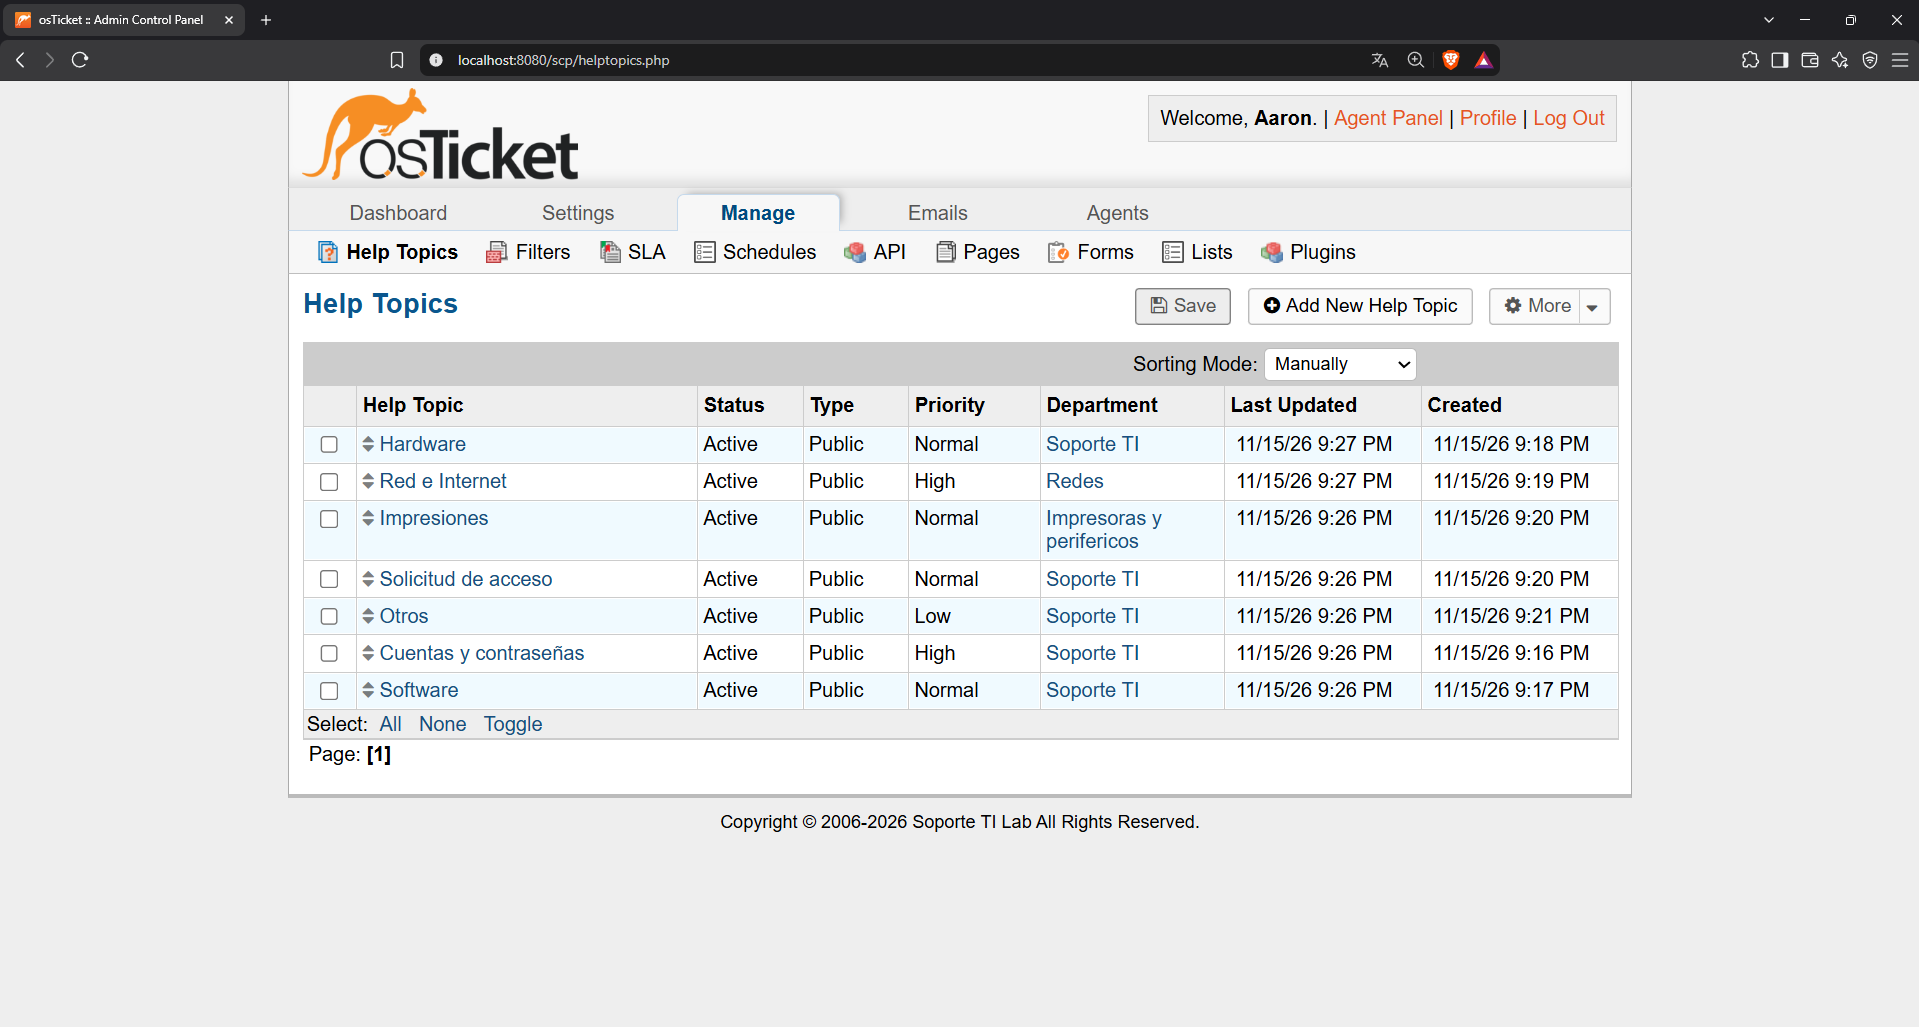 osTicket :: Admin Control Panel
localhost:8080/scp/helptopics.php
osTicket
Welcome, Aaron. | Agent Panel | Profile | Log Out
Dashboard Settings Manage Emails Agents
Help Topics Filters SLA Schedules API Pages Forms Lists Plugins
Help Topics Save Add New Help Topic More
Sorting Mode: Manually
Help Topic Status Type Priority Department Last Updated Created
Hardware Active Public Normal Soporte TI 11/15/26 9:27 PM 11/15/26 9:18 PM
Red e Internet Active Public High Redes 11/15/26 9:27 PM 11/15/26 9:19 PM
Impresiones Active Public Normal Impresoras y 11/15/26 9:26 PM 11/15/26 9:20 PM
perifericos
Solicitud de acceso Active Public Normal Soporte TI 11/15/26 9:26 PM 11/15/26 9:20 PM
Otros Active Public Low Soporte TI 11/15/26 9:26 PM 11/15/26 9:21 PM
Cuentas y contraseñas Active Public High Soporte TI 11/15/26 9:26 PM 11/15/26 9:16 PM
Software Active Public Normal Soporte TI 11/15/26 9:26 PM 11/15/26 9:17 PM
Select: All None Toggle
Page: [1]
Copyright © 2006-2026 Soporte TI Lab All Rights Reserved.